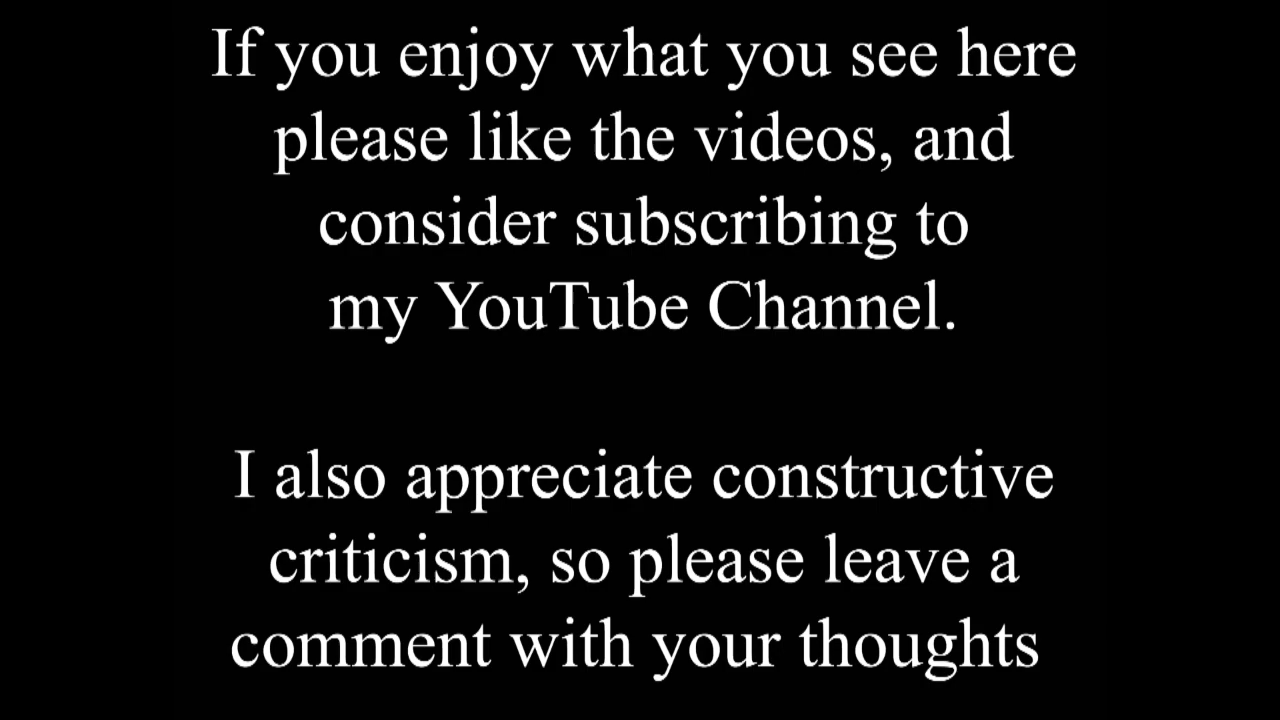 If you enjoy what you see here
please like the videos, and
consider subscribing to
my YouTube Channel.
I also appreciate constructive
criticism, so please leave a
comment with your thoughts